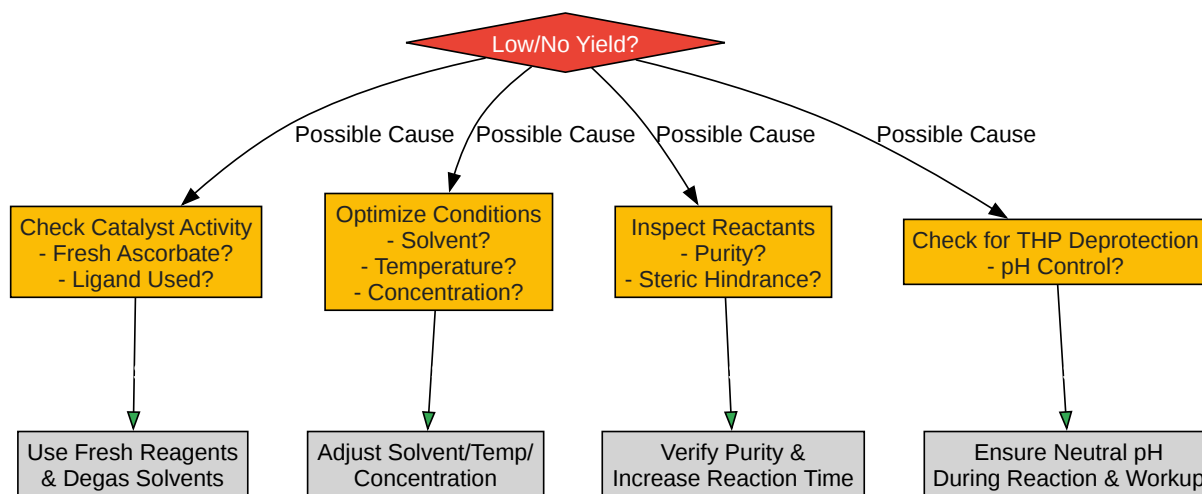 Low/No Yield?
Possible Cause
Possible Cause
Possible Cause
Possible Cause
Check Catalyst Activity
- Fresh Ascorbate?
- Ligand Used?
Optimize Conditions
- Solvent?
- Temperature?
- Concentration?
Inspect Reactants
- Purity?
- Steric Hindrance?
Check for THP Deprotection
- pH Control?
Use Fresh Reagents
& Degas Solvents
Adjust Solvent/Temp/
Concentration
Verify Purity &
Increase Reaction Time
Ensure Neutral pH
During Reaction & Workup